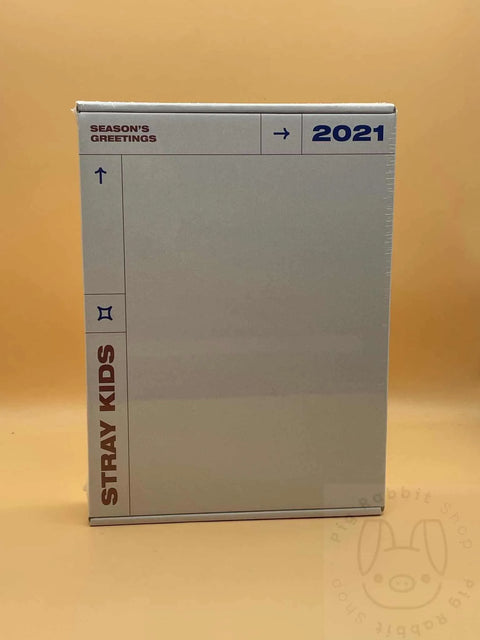 SEASON'S
GREETINGS
→ 2021
↑
STRAY KIDS
Pig Rabbit Shop
Pig Rabbit Shop